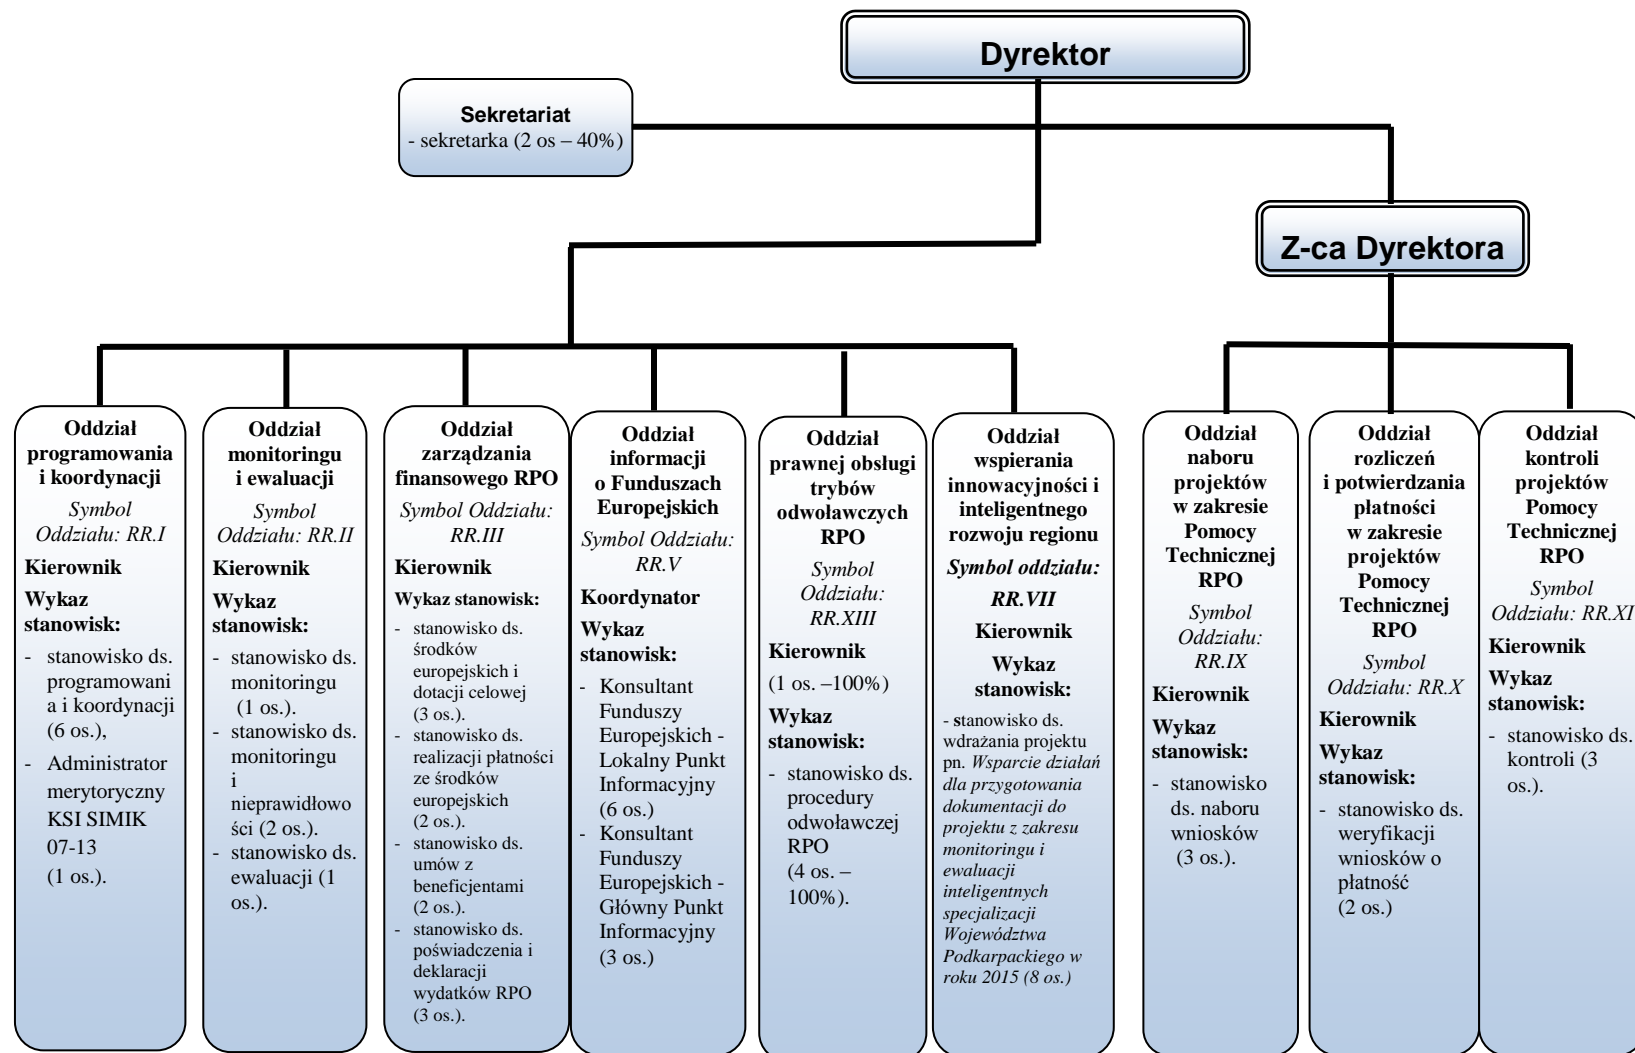 Dyrektor
Sekretariat
- sekretarka (2 os – 40%)
Z-ca Dyrektora
Oddział
programowania
i koordynacji
Symbol
Oddziału: RR.I
Kierownik
Wykaz
stanowisk:
- stanowisko ds.
programowani
a i koordynacji
(6 os.),
- Administrator
merytoryczny
KSI SIMIK
07-13
(1 os.).
Oddział
monitoringu
i ewaluacji
Symbol
Oddziału: RR.II
Kierownik
Wykaz
stanowisk:
- stanowisko ds.
monitoringu
(1 os.).
- stanowisko ds.
monitoringu
i
nieprawidłowo
ści (2 os.).
- stanowisko ds.
ewaluacji (1
os.).
Oddział
zarządzania
finansowego RPO
Symbol Oddziału:
RR.III
Kierownik
Wykaz stanowisk:
- stanowisko ds.
środków
europejskich i
dotacji celowej
(3 os.).
- stanowisko ds.
realizacji płatności
ze środków
europejskich
(2 os.).
- stanowisko ds.
umów z
beneficjentami
(2 os.).
- stanowisko ds.
poświadczenia i
deklaracji
wydatków RPO
(3 os.).
Oddział
informacji
o Funduszach
Europejskich
Symbol Oddziału:
RR.V
Koordynator
Wykaz
stanowisk:
- Konsultant
Funduszy
Europejskich -
Lokalny Punkt
Informacyjny
(6 os.)
- Konsultant
Funduszy
Europejskich -
Główny Punkt
Informacyjny
(3 os.)
Oddział
prawnej obsługi
trybów
odwoławczych
RPO
Symbol
Oddziału:
RR.XIII
Kierownik
(1 os. –100%)
Wykaz
stanowisk:
- stanowisko ds.
procedury
odwoławczej
RPO
(4 os. –
100%).
Oddział
wspierania
innowacyjności i
inteligentnego
rozwoju regionu
Symbol oddziału:
RR.VII
Kierownik
Wykaz
stanowisk:
- stanowisko ds.
wdrażania projektu
pn. Wsparcie działań
dla przygotowania
dokumentacji do
projektu z zakresu
monitoringu i
ewaluacji
inteligentnych
specjalizacji
Województwa
Podkarpackiego w
roku 2015 (8 os.)
Oddział
naboru
projektów
w zakresie
Pomocy
Technicznej
RPO
Symbol
Oddziału:
RR.IX
Kierownik
Wykaz
stanowisk:
- stanowisko
ds. naboru
wniosków
(3 os.).
Oddział
rozliczeń
i potwierdzania
płatności
w zakresie
projektów
Pomocy
Technicznej
RPO
Symbol
Oddziału: RR.X
Kierownik
Wykaz
stanowisk:
- stanowisko ds.
weryfikacji
wniosków o
płatność
(2 os.)
Oddział
kontroli
projektów
Pomocy
Technicznej
RPO
Symbol
Oddziału: RR.XI
Kierownik
Wykaz
stanowisk:
- stanowisko ds.
kontroli (3
os.).